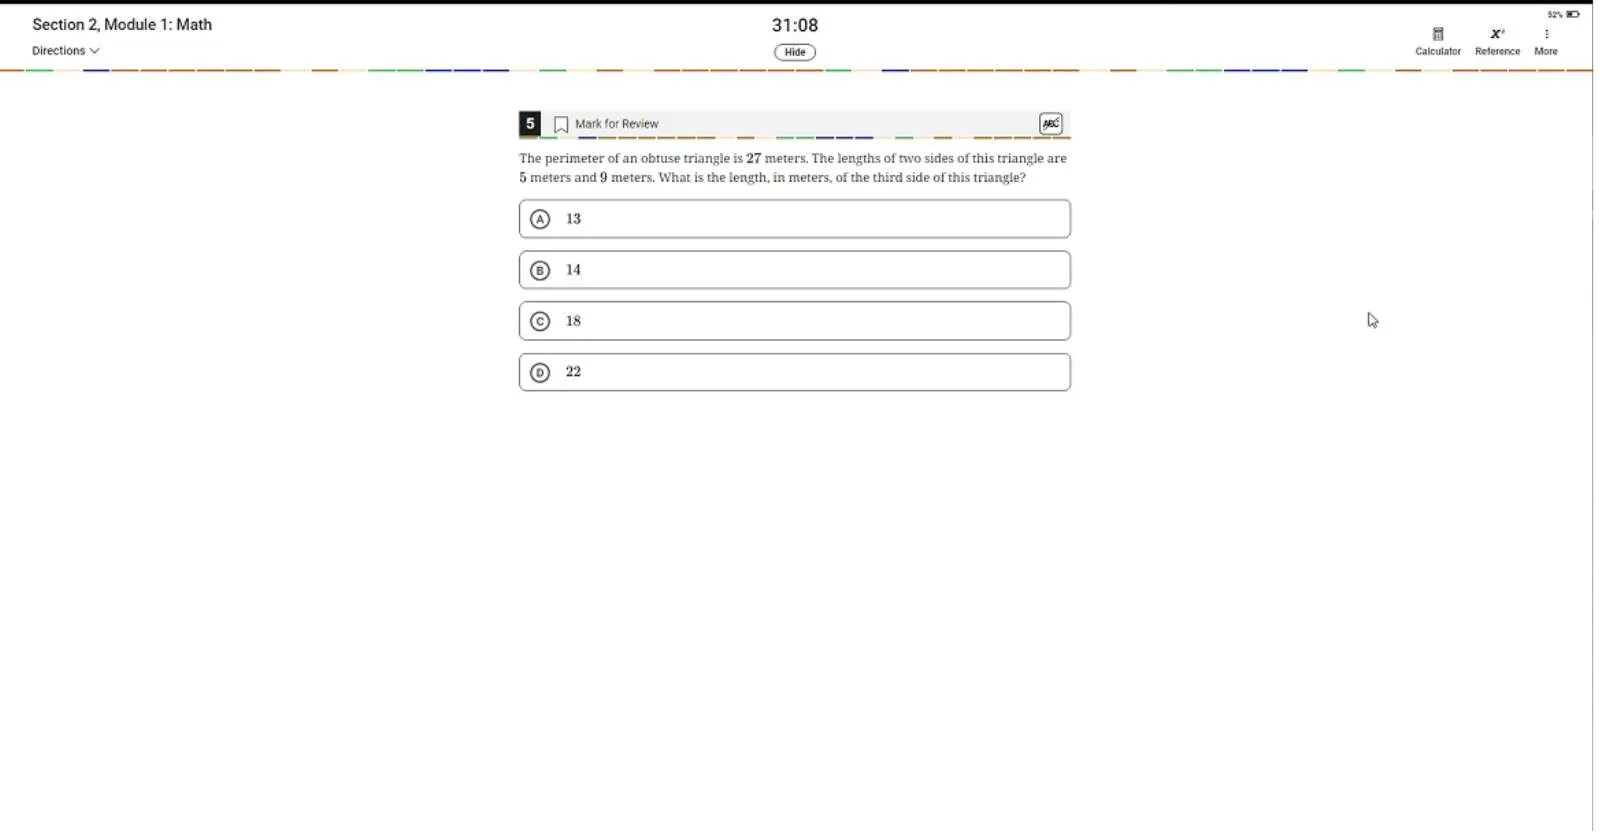 Section 2, Module 1: Math
31:08
52%
Directions
Hide
Calculator
Reference
More
5
Mark for Review
ABC
The perimeter of an obtuse triangle is 27 meters. The lengths of two sides of this triangle are
5 meters and 9 meters. What is the length, in meters, of the third side of this triangle?
A 13
B 14
C 18
D 22